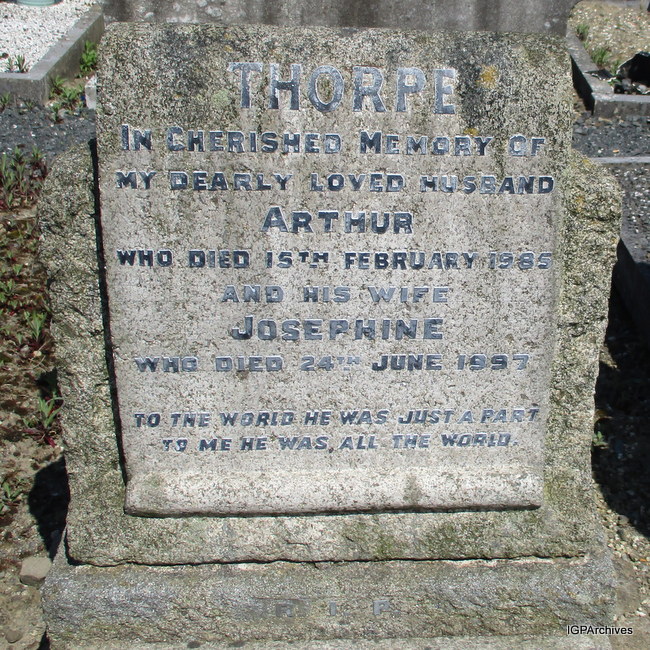 THORPE
IN CHERISHED MEMORY OF
MY DEARLY LOVED HUSBAND
ARTHUR
WHO DIED 15TH FEBRUARY 1985
AND HIS WIFE
JOSEPHINE
WHO DIED 24TH JUNE 1997
TO THE WORLD HE WAS JUST A PART
TO ME HE WAS ALL THE WORLD.
R I P
IGPArchives